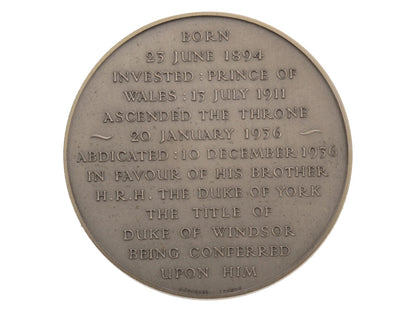 BORN
23 JUNE 1894
INVESTED : PRINCE OF
WALES : 13 JULY 1911
ASCENDED THE THRONE
20 JANUARY 1936
ABDICATED : 10 DECEMBER 1936
IN FAVOUR OF HIS BROTHER
H.R.H. THE DUKE OF YORK
THE TITLE OF
DUKE OF WINDSOR
BEING CONFERRED
UPON HIM